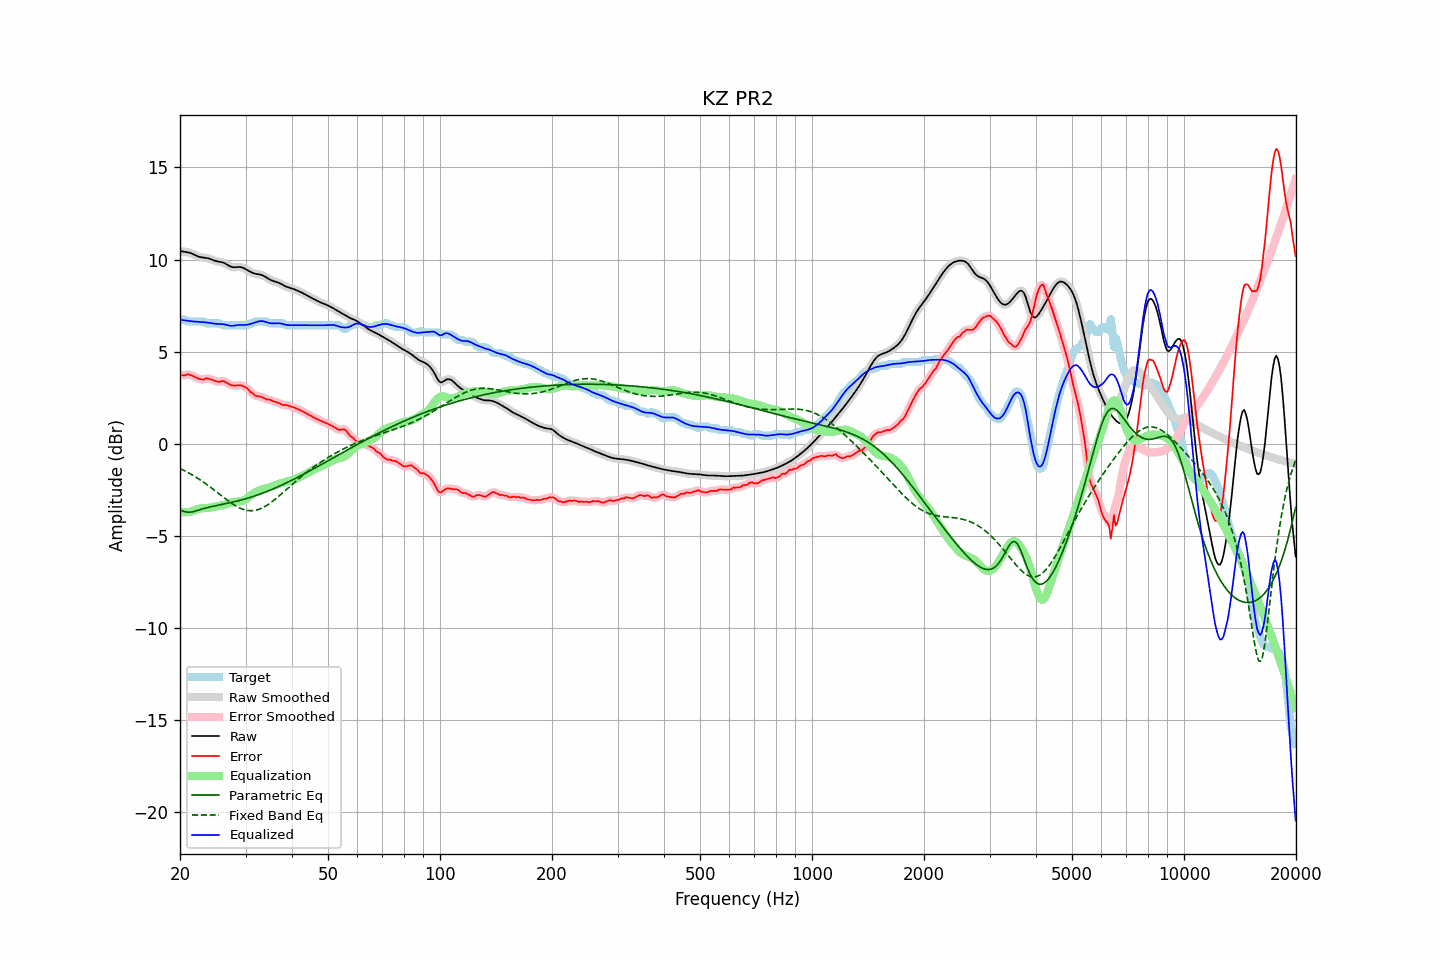 KZ PR2
Amplitude (dBr)
15
10
5
0
−5
−10
−15
−20
Target
Raw Smoothed
Error Smoothed
Raw
Error
Equalization
Parametric Eq
Fixed Band Eq
Equalized
20 50 100 200 500 1000 2000 5000 10000 20000
Frequency (Hz)